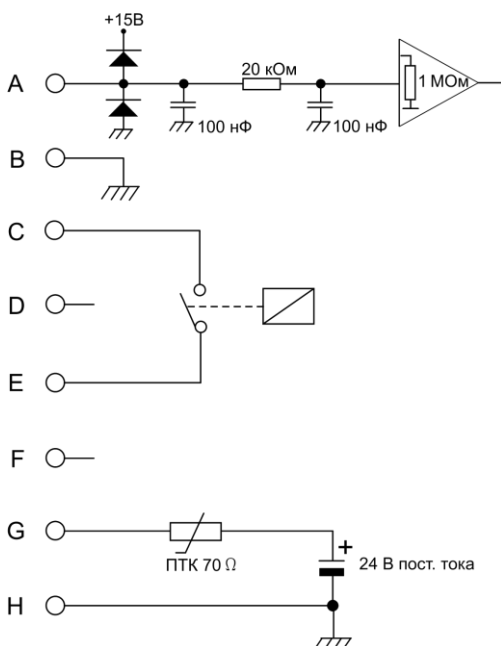 +15В
A
20 кОм
1 МОм
100 нФ
100 нФ
B
C
D
E
F
G
ПТК 70 Ω
+
24 В пост. тока
H